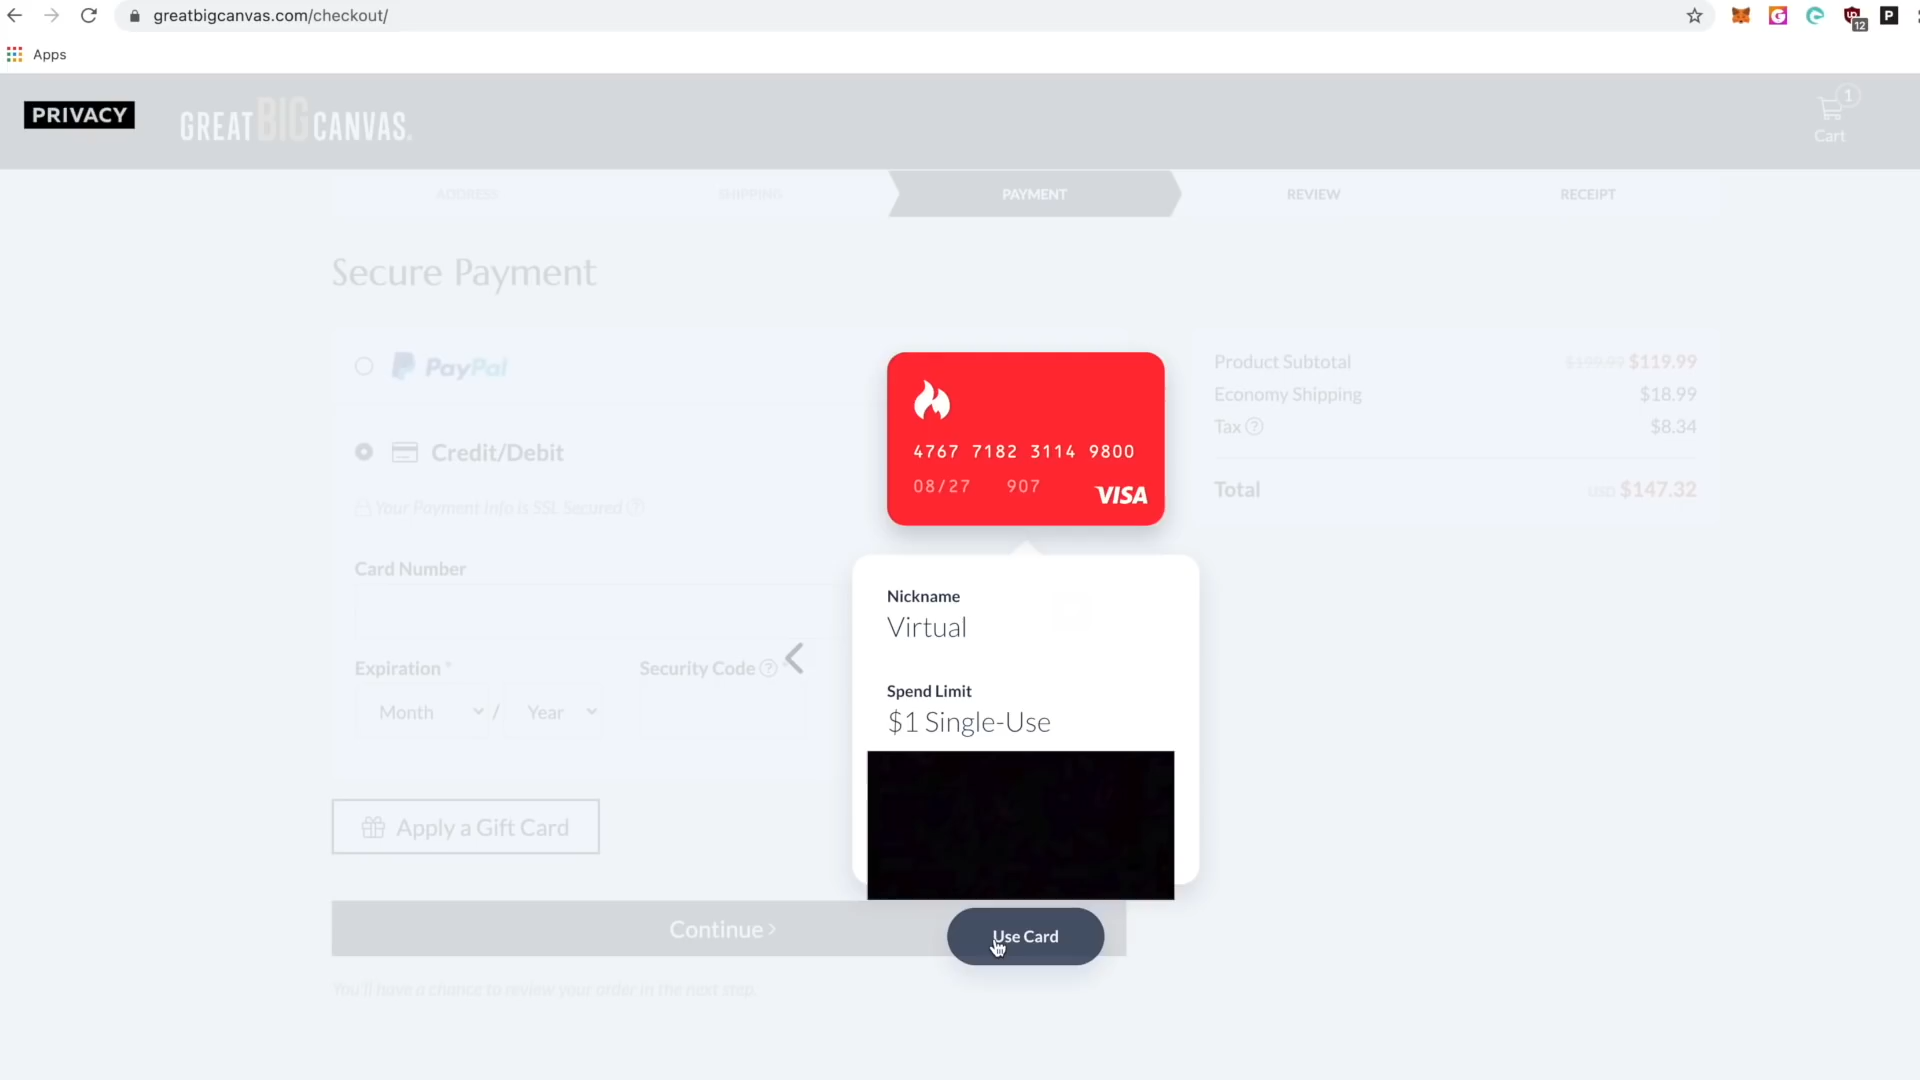 greatbigcanvas.com/checkout/
12
P
Apps
PRIVACY
GREAT BIG CANVAS.
1
Cart
ADDRESS
SHIPPING
PAYMENT
REVIEW
RECEIPT
Secure Payment
PayPal
Credit/Debit
Your Payment Info is SSL Secured ?
Card Number
Expiration *
Security Code ? *
Month / Year
Apply a Gift Card
Continue >
You'll have a chance to review your order in the next step.
4767 7182 3114 9800
08/27 907
VISA
Nickname
Virtual
Spend Limit
$1 Single-Use
Use Card
Product Subtotal $199.99 $119.99
Economy Shipping $18.99
Tax ? $8.34
Total USD $147.32